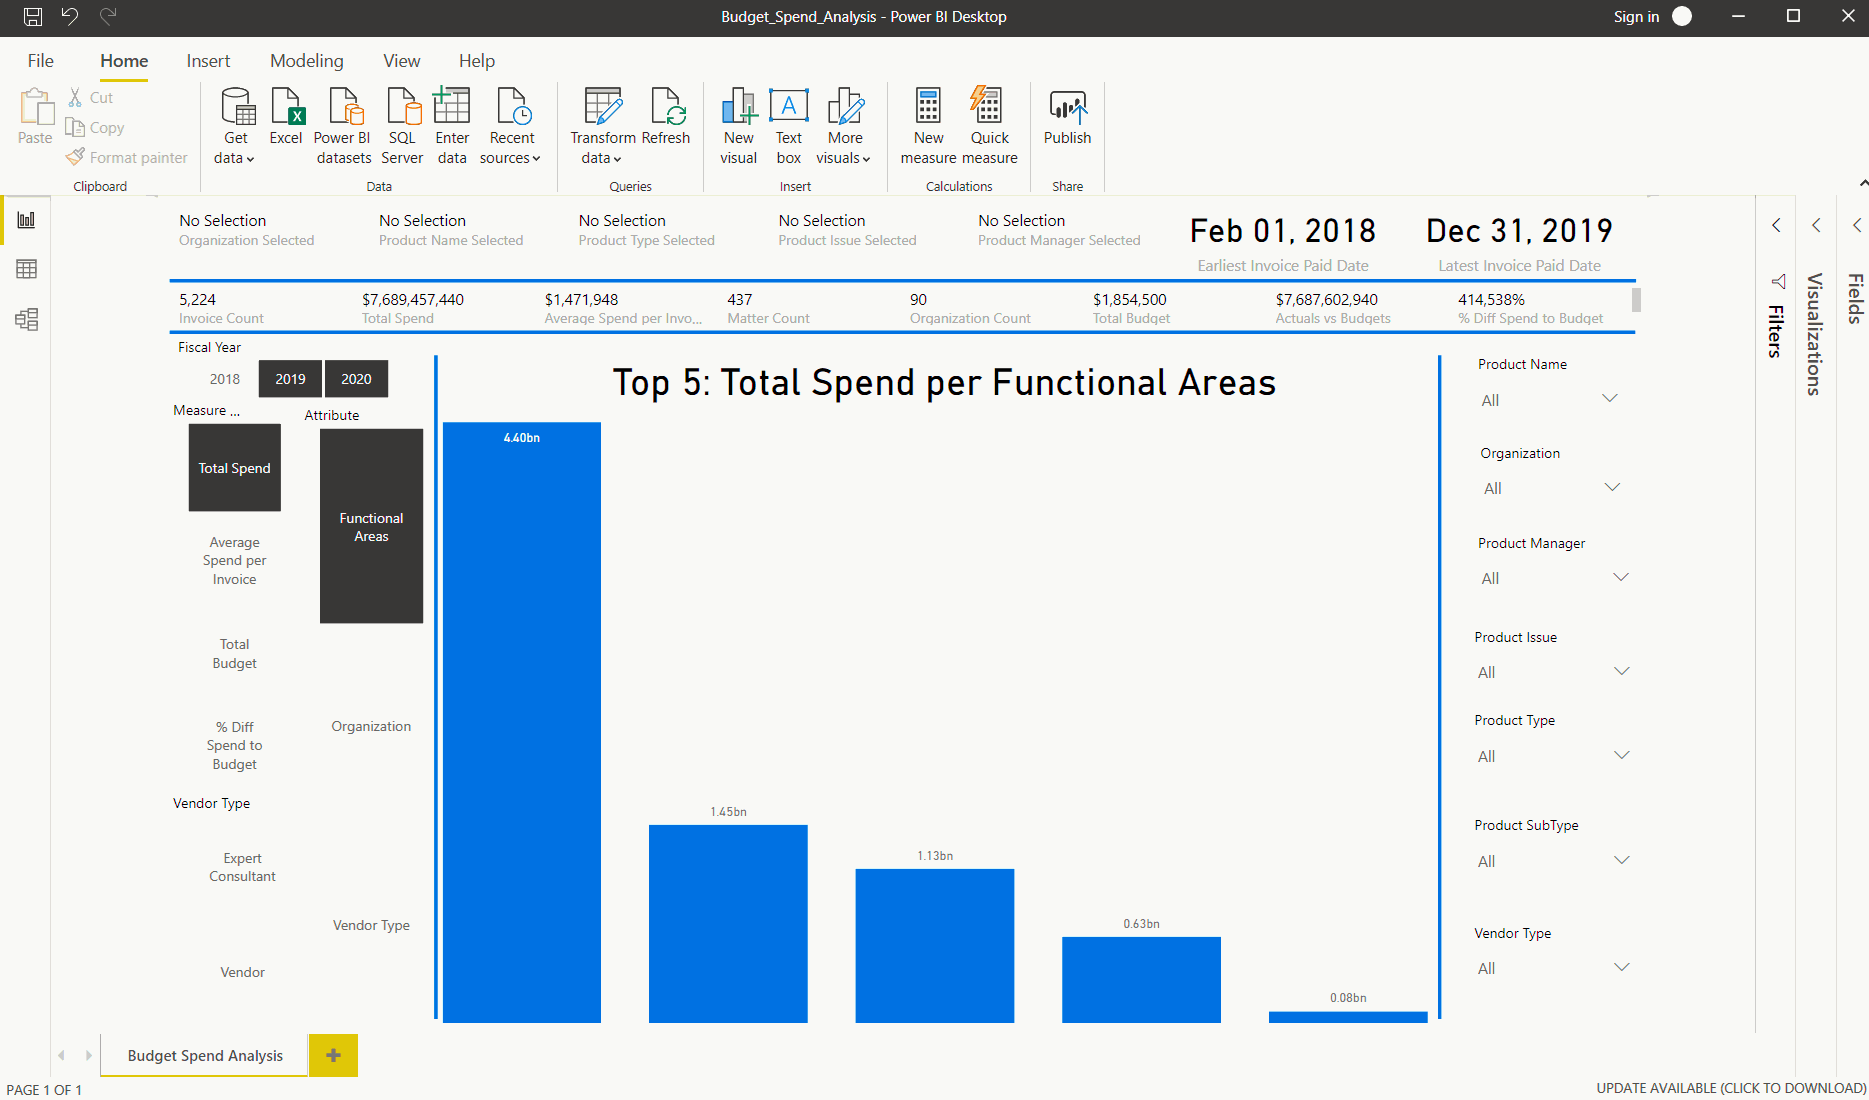 Budget_Spend_Analysis - Power BI Desktop
Sign in
File Home Insert Modeling View Help
Paste
Cut
Copy
Format painter
Clipboard
Get data
Excel
Power BI datasets
SQL Server
Enter data
Recent sources
Data
Transform data
Refresh
Queries
New visual
A
Text box
More visuals
Insert
New measure
Quick measure
Calculations
Publish
Share
No Selection
Organization Selected
No Selection
Product Name Selected
No Selection
Product Type Selected
No Selection
Product Issue Selected
No Selection
Product Manager Selected
Feb 01, 2018
Earliest Invoice Paid Date
Dec 31, 2019
Latest Invoice Paid Date
5,224
Invoice Count
$7,689,457,440
Total Spend
$1,471,948
Average Spend per Invo...
437
Matter Count
90
Organization Count
$1,854,500
Total Budget
$7,687,602,940
Actuals vs Budgets
414,538%
% Diff Spend to Budget
Fiscal Year
2018 2019 2020
Measure ...
Total Spend
Average
Spend per
Invoice
Total
Budget
% Diff
Spend to
Budget
Attribute
Functional
Areas
Organization
Vendor Type
Vendor Type
Expert
Consultant
Vendor
Top 5: Total Spend per Functional Areas
4.40bn
1.45bn
1.13bn
0.63bn
0.08bn
Product Name
All
Organization
All
Product Manager
All
Product Issue
All
Product Type
All
Product SubType
All
Vendor Type
All
Filters
Visualizations
Fields
Budget Spend Analysis
PAGE 1 OF 1
UPDATE AVAILABLE (CLICK TO DOWNLOAD)